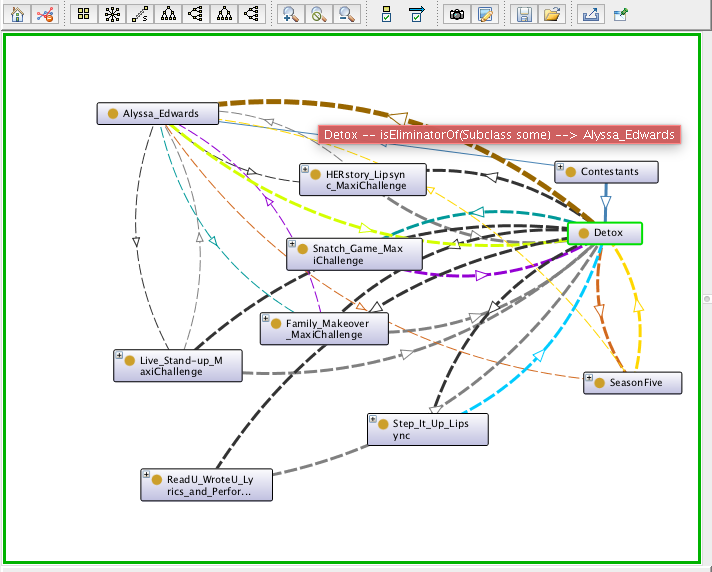 Alyssa_Edwards
Detox -- isEliminatorOf(Subclass some) --> Alyssa_Edwards
HERstory_Lipsyn
c_MaxiChallenge
Contestants
Detox
Snatch_Game_Max
iChallenge
Family_Makeover
_MaxiChallenge
Live_Stand-up_M
axiChallenge
SeasonFive
Step_It_Up_Lips
ync
ReadU_WroteU_Ly
rics_and_Perfor...